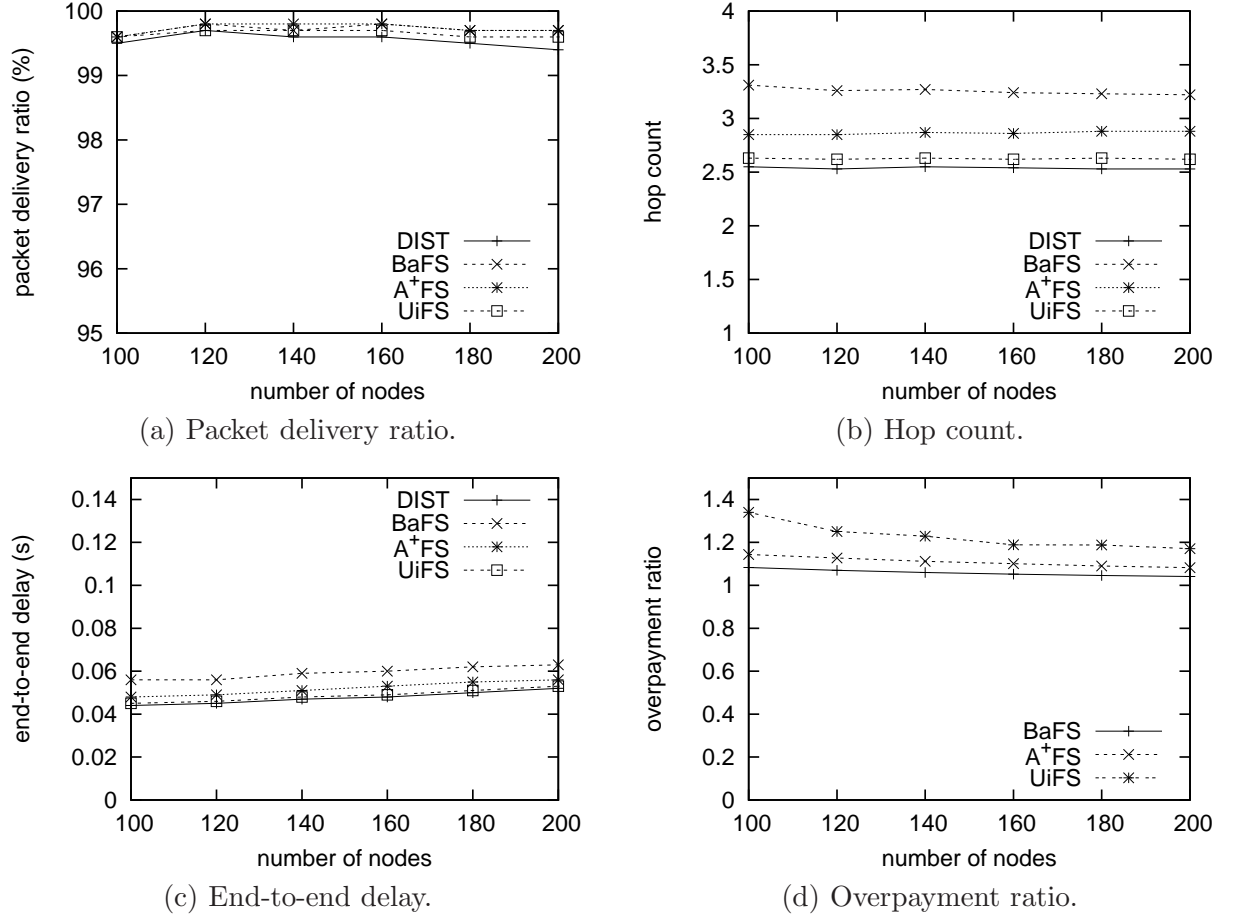 100
99
98
97
96
95
packet delivery ratio (%)
DIST
BaFS
A+FS
UiFS
100 120 140 160 180 200
number of nodes
(a) Packet delivery ratio.
4
3.5
3
2.5
2
1.5
1
hop count
DIST
BaFS
A+FS
UiFS
100 120 140 160 180 200
number of nodes
(b) Hop count.
0.14
0.12
0.1
0.08
0.06
0.04
0.02
0
end-to-end delay (s)
DIST
BaFS
A+FS
UiFS
100 120 140 160 180 200
number of nodes
(c) End-to-end delay.
1.4
1.2
1
0.8
0.6
0.4
0.2
0
overpayment ratio
BaFS
A+FS
UiFS
100 120 140 160 180 200
number of nodes
(d) Overpayment ratio.